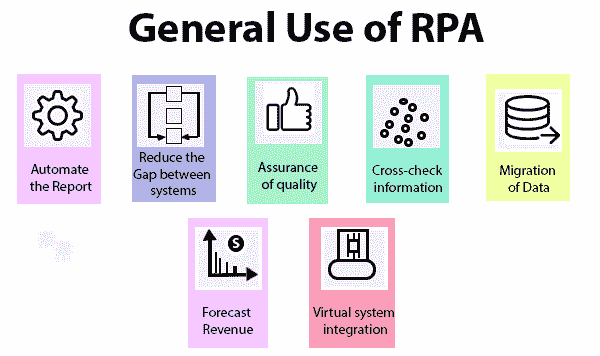 General Use of RPA
Automate
the Report
Reduce the
Gap between
systems
Assurance
of quality
Cross-check
information
Migration
of Data
S
Forecast
Revenue
Virtual system
integration